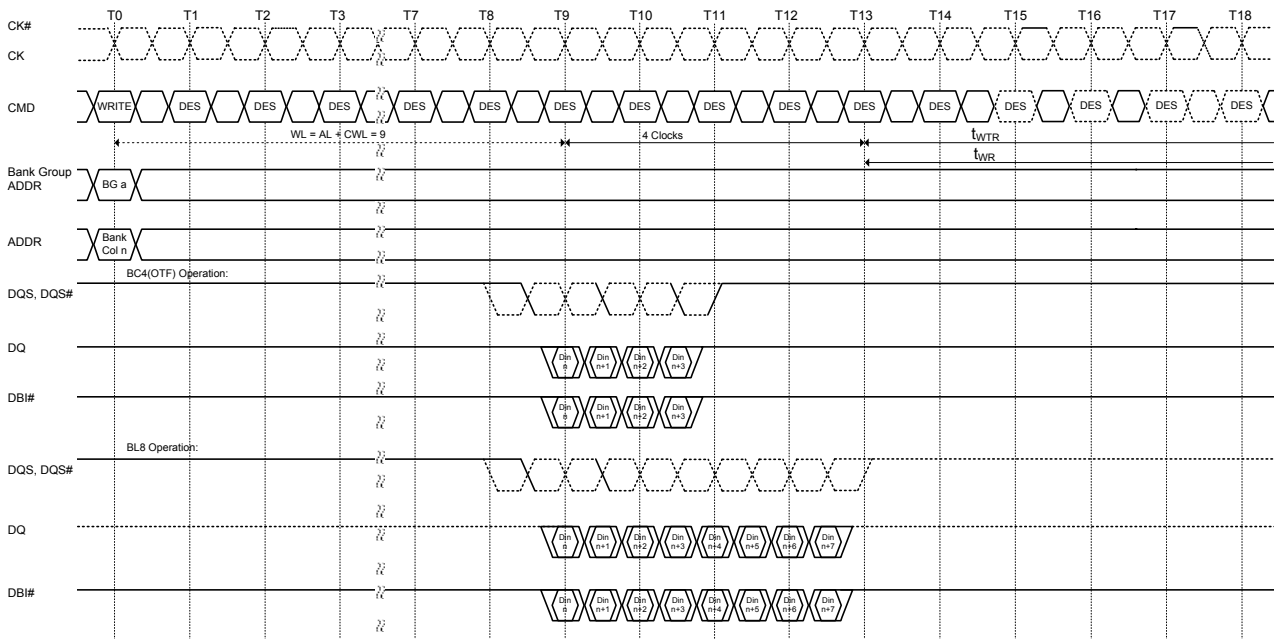 T0 T1 T2 T3 T7 T8 T9 T10 T11 T12 T13 T14 T15 T16 T17 T18
CK#
CK
CMD WRITE DES DES DES DES DES DES DES DES DES DES DES DES DES DES DES
WL = AL + CWL = 9 4 Clocks tWTR
tWR
Bank Group
ADDR BG a
ADDR Bank
Col n
BC4(OTF) Operation:
DQS, DQS#
DQ Din n Din n+1 Din n+2 Din n+3
DBI# Din n Din n+1 Din n+2 Din n+3
BL8 Operation:
DQS, DQS#
DQ Din n Din n+1 Din n+2 Din n+3 Din n+4 Din n+5 Din n+6 Din n+7
DBI# Din n Din n+1 Din n+2 Din n+3 Din n+4 Din n+5 Din n+6 Din n+7